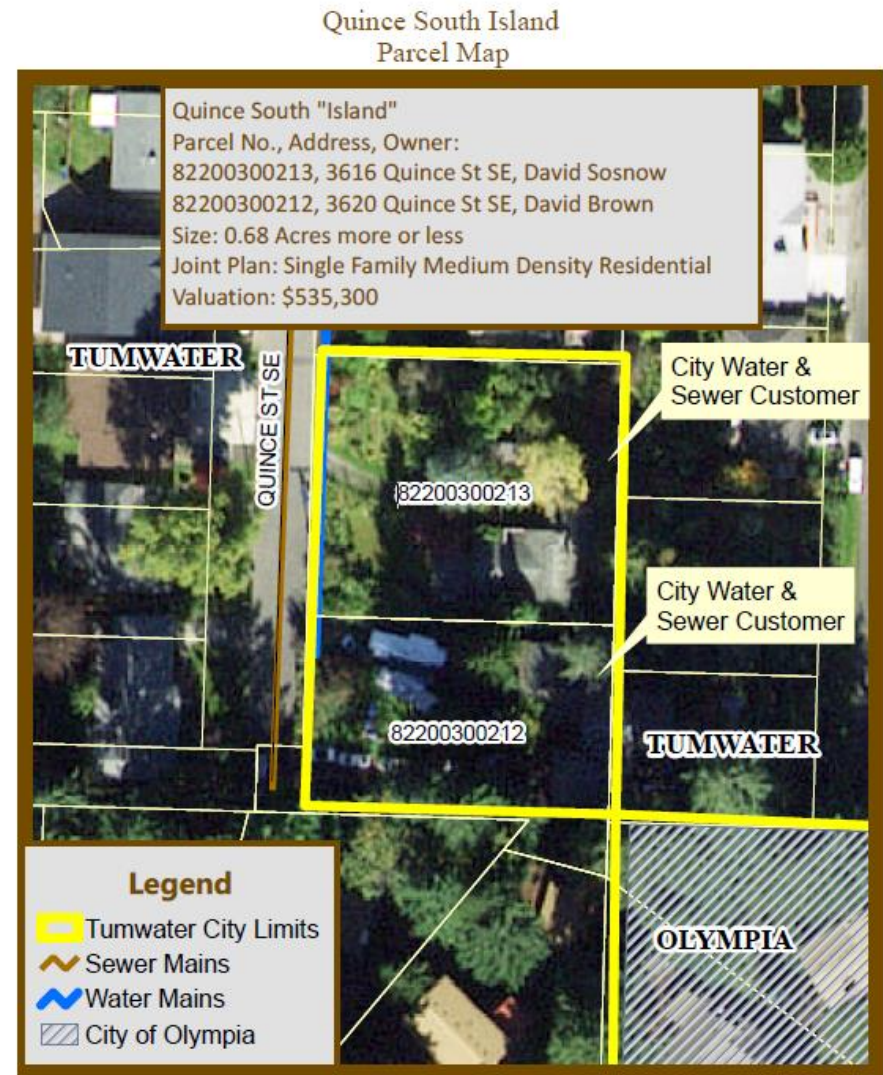 Quince South Island
Parcel Map
Quince South "Island"
Parcel No., Address, Owner:
82200300213, 3616 Quince St SE, David Sosnow
82200300212, 3620 Quince St SE, David Brown
Size: 0.68 Acres more or less
Joint Plan: Single Family Medium Density Residential
Valuation: $535,300
TUMWATER
QUINCE ST SE
City Water &
Sewer Customer
82200300213
City Water &
Sewer Customer
82200300212
TUMWATER
OLYMPIA
Legend
Tumwater City Limits
Sewer Mains
Water Mains
City of Olympia